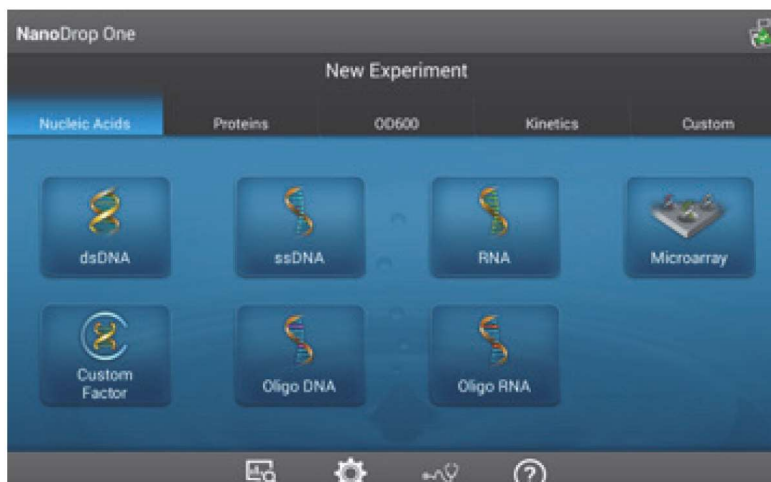 NanoDrop One
New Experiment
Nucleic Acids
Proteins
OD600
Kinetics
Custom
dsDNA
ssDNA
RNA
Microarray
Custom
Factor
Oligo DNA
Oligo RNA
?